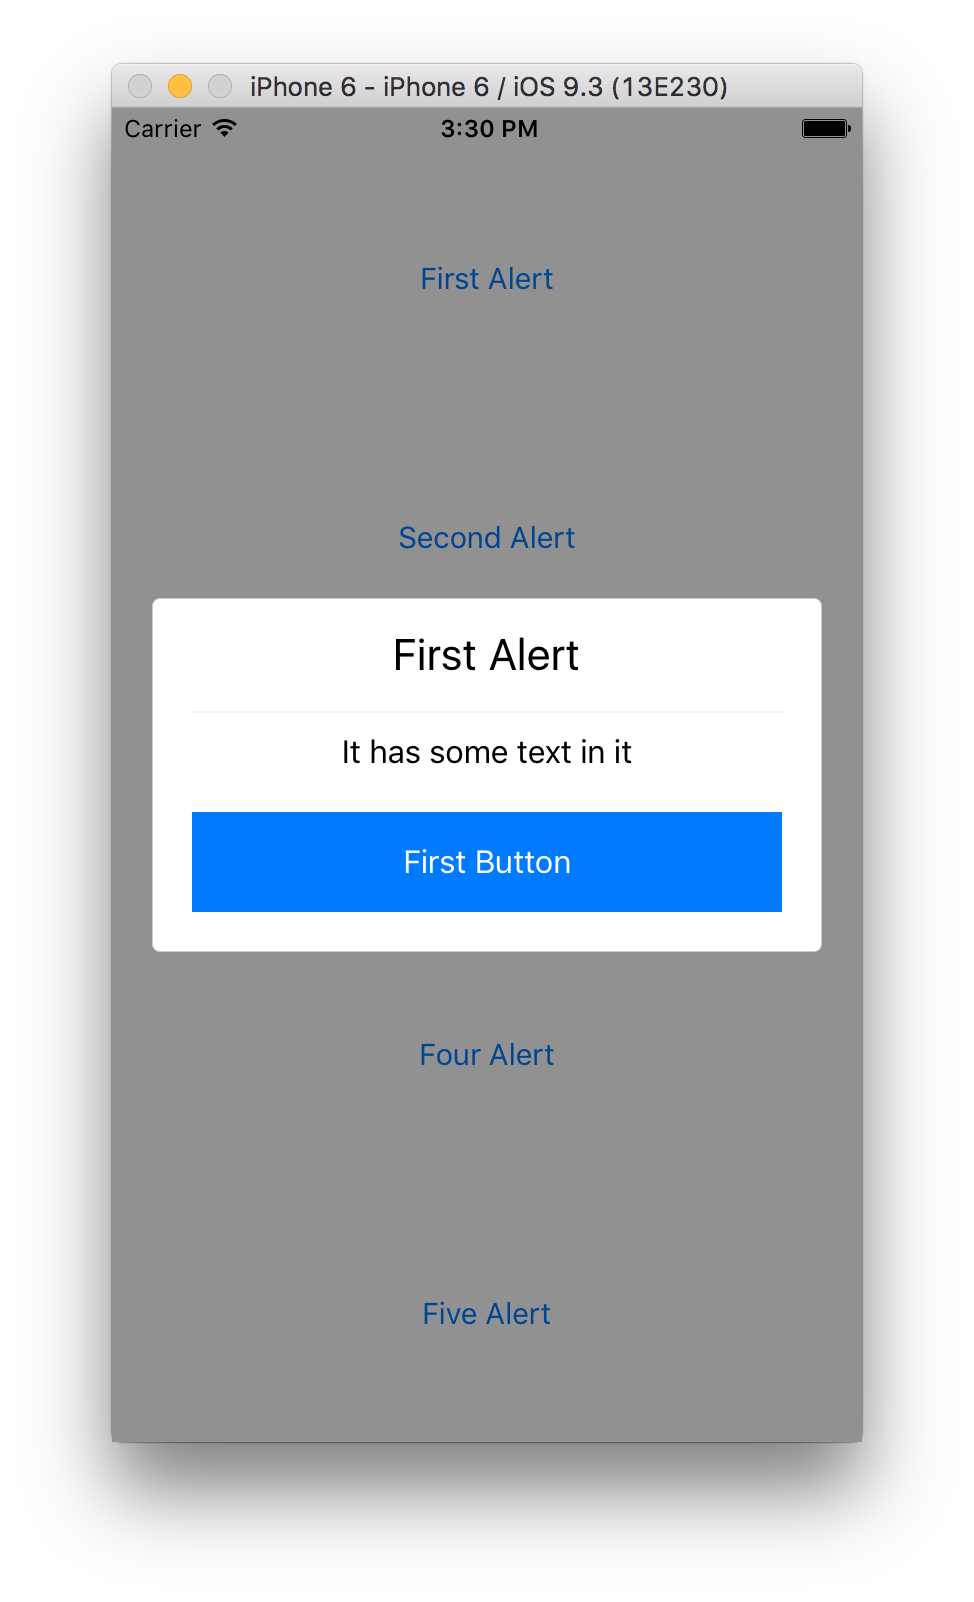 iPhone 6 - iPhone 6 / iOS 9.3 (13E230)
Carrier 3:30 PM
First Alert
Second Alert
First Alert
It has some text in it
First Button
Four Alert
Five Alert